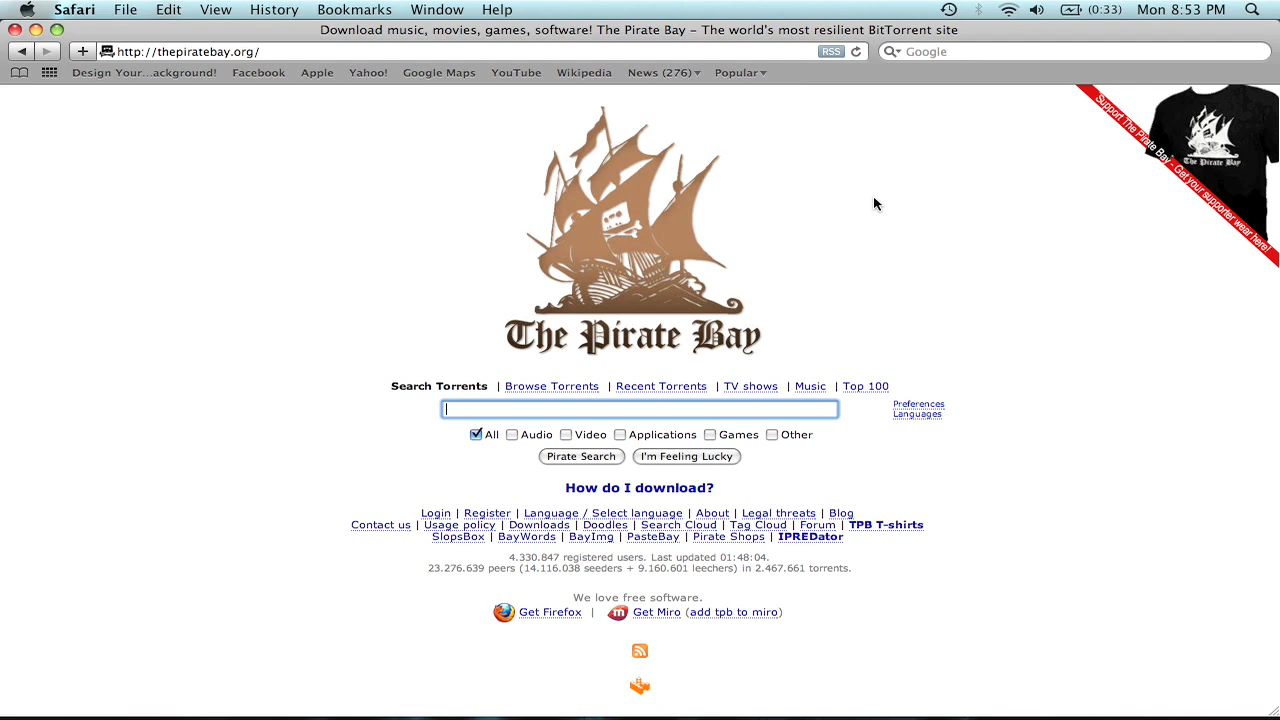 Safari File Edit View History Bookmarks Window Help (0:33) Mon 8:53 PM
Download music, movies, games, software! The Pirate Bay – The world's most resilient BitTorrent site
http://thepiratebay.org/ RSS Google
Design Your...ackground! Facebook Apple Yahoo! Google Maps YouTube Wikipedia News (276) Popular
Support The Pirate Bay - Get your supporter wear here!
The Pirate Bay
The Pirate Bay
Search Torrents | Browse Torrents | Recent Torrents | TV shows | Music | Top 100
Preferences
Languages
All Audio Video Applications Games Other
Pirate Search I'm Feeling Lucky
How do I download?
Login | Register | Language / Select language | About | Legal threats | Blog
Contact us | Usage policy | Downloads | Doodles | Search Cloud | Tag Cloud | Forum | TPB T-shirts
SlopsBox | BayWords | BayImg | PasteBay | Pirate Shops | IPREDator
4.330.847 registered users. Last updated 01:48:04.
23.276.639 peers (14.116.038 seeders + 9.160.601 leechers) in 2.467.661 torrents.
We love free software.
Get Firefox | m Get Miro (add tpb to miro)